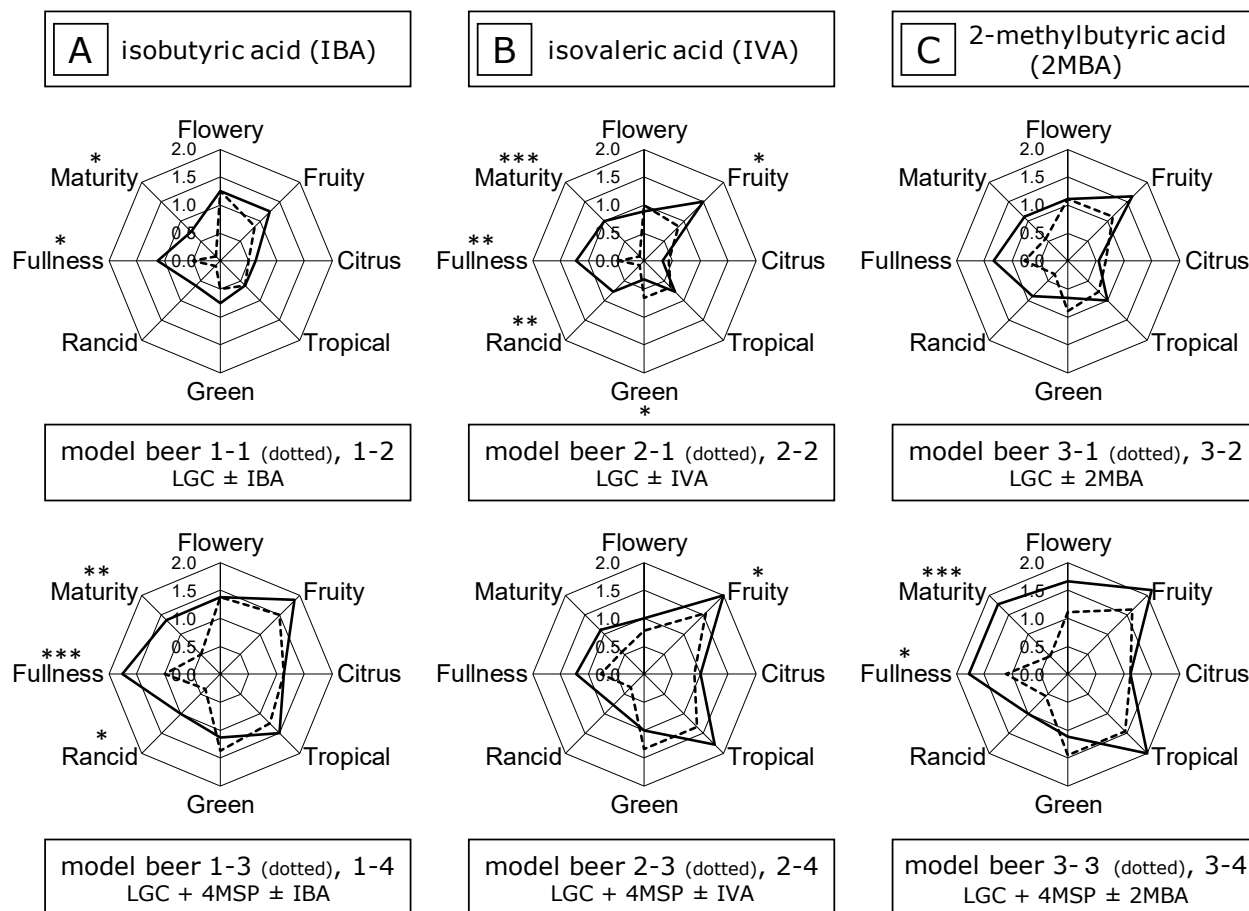 A isobutyric acid (IBA)
B isovaleric acid (IVA)
C 2-methylbutyric acid
(2MBA)
Flowery
2.0
1.5
1.0
0.5
0.0
*
Maturity
Fruity
*
Fullness
Citrus
Rancid
Tropical
Green
Flowery
2.0
1.5
1.0
0.5
0.0
***
Maturity
*
Fruity
**
Fullness
Citrus
**
Rancid
Tropical
Green
*
Flowery
2.0
1.5
1.0
0.5
0.0
Maturity
Fruity
Fullness
Citrus
Rancid
Tropical
Green
model beer 1-1 (dotted), 1-2
LGC ± IBA
model beer 2-1 (dotted), 2-2
LGC ± IVA
model beer 3-1 (dotted), 3-2
LGC ± 2MBA
Flowery
2.0
1.5
1.0
0.5
0.0
**
Maturity
Fruity
***
Fullness
Citrus
*
Rancid
Tropical
Green
Flowery
2.0
1.5
1.0
0.5
0.0
Maturity
*
Fruity
Fullness
Citrus
Rancid
Tropical
Green
Flowery
2.0
1.5
1.0
0.5
0.0
***
Maturity
Fruity
*
Fullness
Citrus
Rancid
Tropical
Green
model beer 1-3 (dotted), 1-4
LGC + 4MSP ± IBA
model beer 2-3 (dotted), 2-4
LGC + 4MSP ± IVA
model beer 3-3 (dotted), 3-4
LGC + 4MSP ± 2MBA